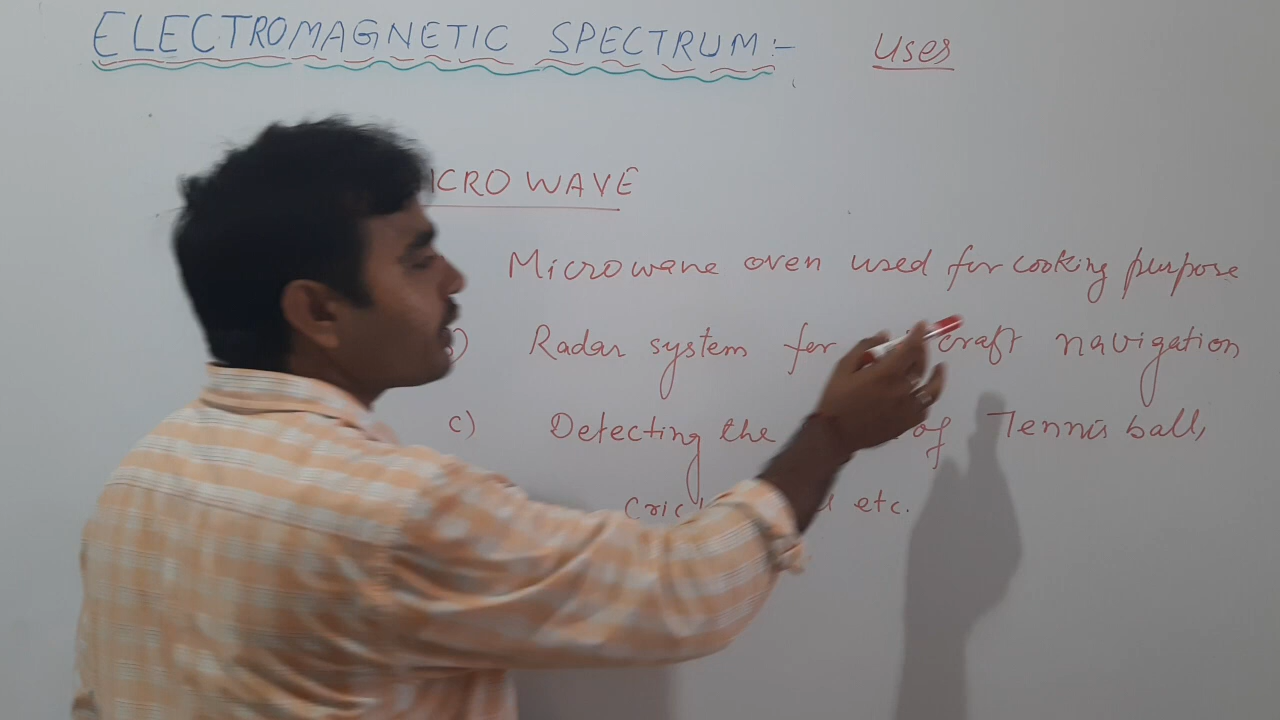 ELECTROMAGNETIC SPECTRUM:- Uses
ICROWAVE
Microwave oven used for cooking purpose
) Radar system for craft navigation
c) Detecting the of Tennis ball,
etc.